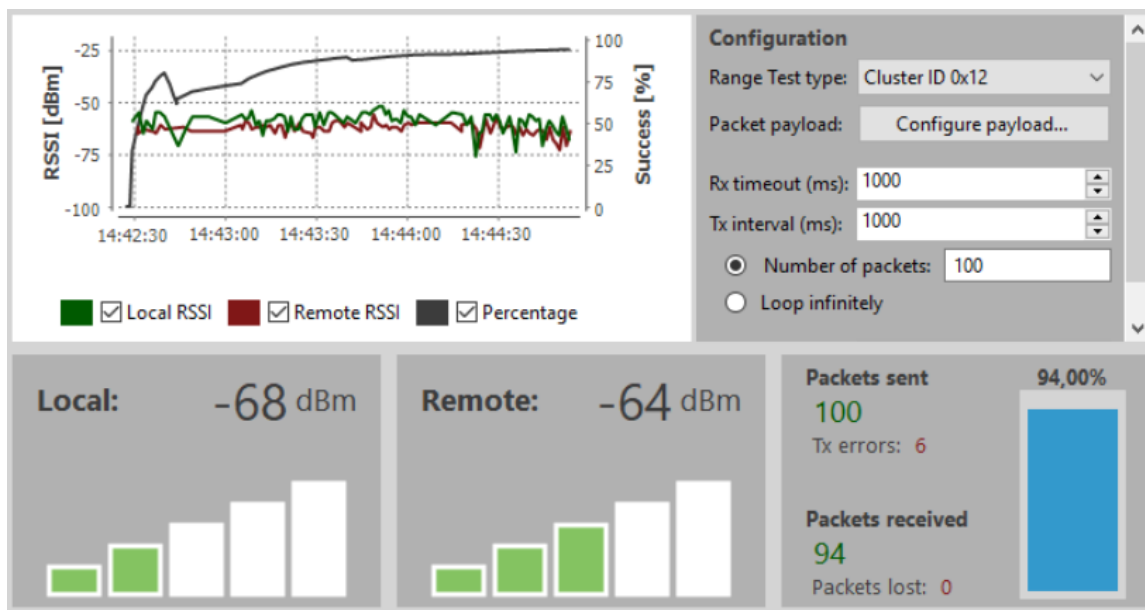 -25
-50
-75
-100
RSSI [dBm]
100
75
50
25
0
Success [%]
14:42:30 14:43:00 14:43:30 14:44:00 14:44:30
Local RSSI Remote RSSI Percentage
Configuration
Range Test type: Cluster ID 0x12
Packet payload: Configure payload...
Rx timeout (ms): 1000
Tx interval (ms): 1000
Number of packets: 100
Loop infinitely
Local: -68 dBm
Remote: -64 dBm
Packets sent
100
Tx errors: 6
Packets received
94
Packets lost: 0
94,00%